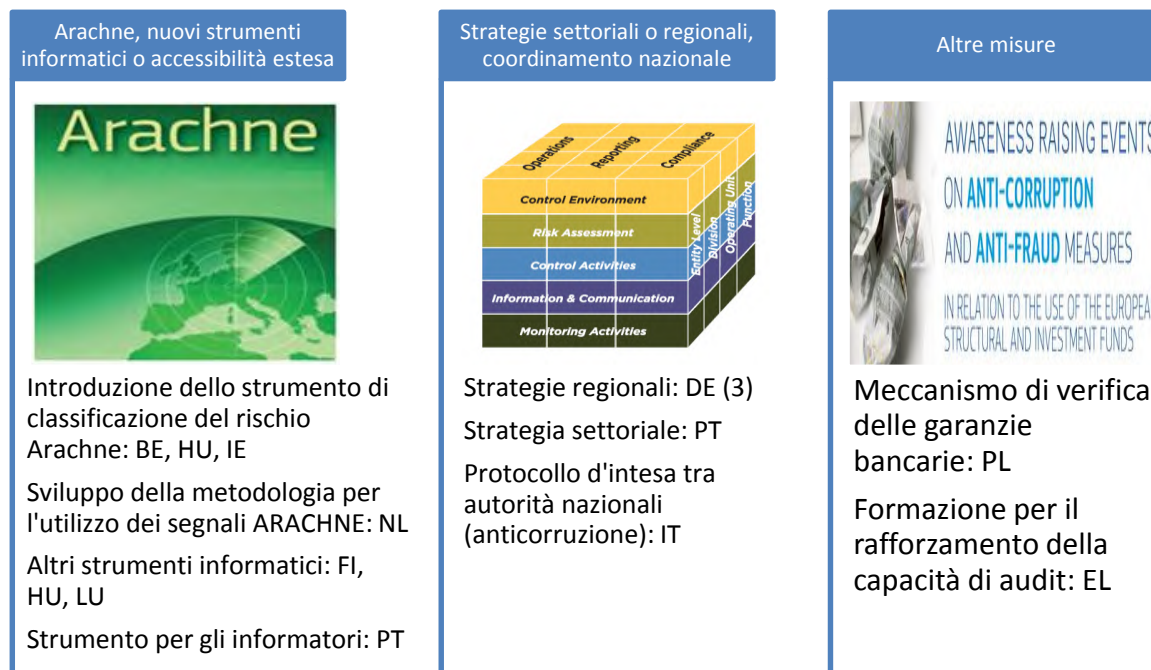 Arachne, nuovi strumenti
informatici o accessibilità estesa
Arachne
Introduzione dello strumento di
classificazione del rischio
Arachne: BE, HU, IE
Sviluppo della metodologia per
l'utilizzo dei segnali ARACHNE: NL
Altri strumenti informatici: FI,
HU, LU
Strumento per gli informatori: PT
Strategie settoriali o regionali,
coordinamento nazionale
Operations
Reporting
Compliance
Control Environment
Risk Assessment
Control Activities
Information & Communication
Monitoring Activities
Entity Level
Division
Operating Unit
Function
Strategie regionali: DE (3)
Strategia settoriale: PT
Protocollo d'intesa tra
autorità nazionali
(anticorruzione): IT
Altre misure
AWARENESS RAISING EVENTS
ON ANTI-CORRUPTION
AND ANTI-FRAUD MEASURES
IN RELATION TO THE USE OF THE EUROPEA
STRUCTURAL AND INVESTMENT FUNDS
Meccanismo di verifica
delle garanzie
bancarie: PL
Formazione per il
rafforzamento della
capacità di audit: EL